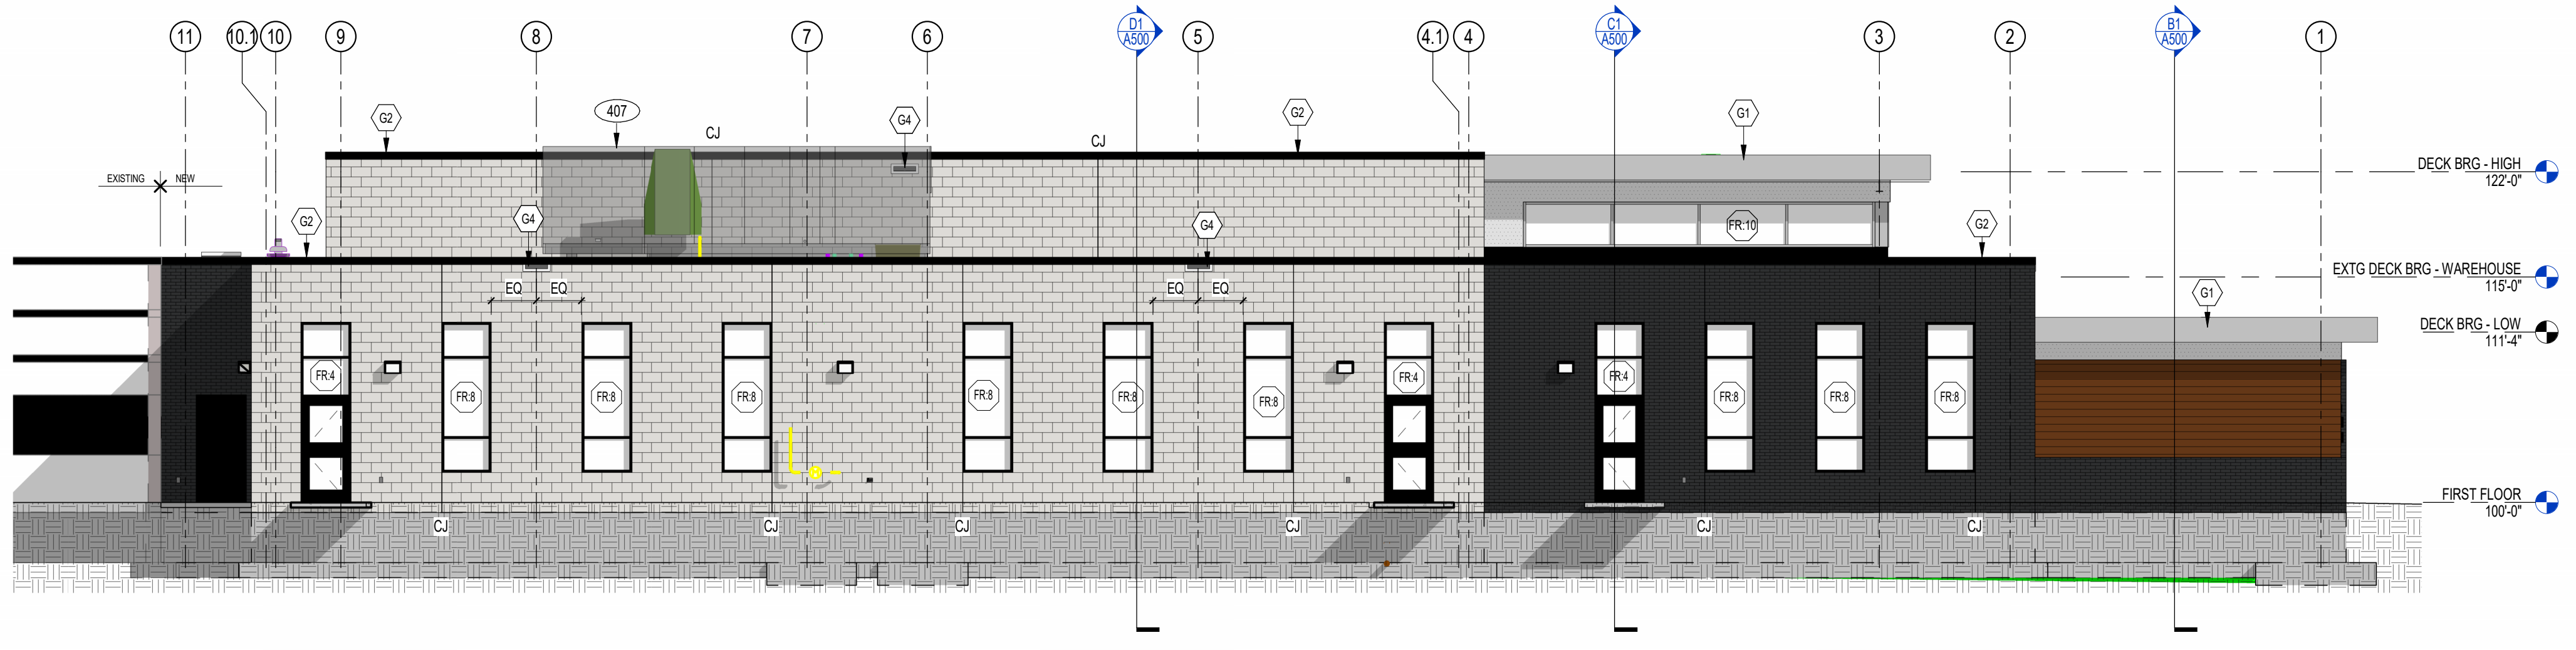 11
10.1
10
9
8
7
6
D1
A500
5
4.1
4
C1
A500
3
2
B1
A500
1
G2
407
G4
CJ
CJ
G2
G1
EXISTING
NEW
DECK BRG - HIGH
122'-0"
G2
G4
G4
FR:10
G2
EXTG DECK BRG - WAREHOUSE
115'-0"
EQ
EQ
EQ
EQ
G1
DECK BRG - LOW
111'-4"
FR:4
FR:8
FR:8
FR:8
FR:8
FR:8
FR:8
FR:4
FR:4
FR:8
FR:8
FR:8
FIRST FLOOR
100'-0"
CJ
CJ
CJ
CJ
CJ
CJ